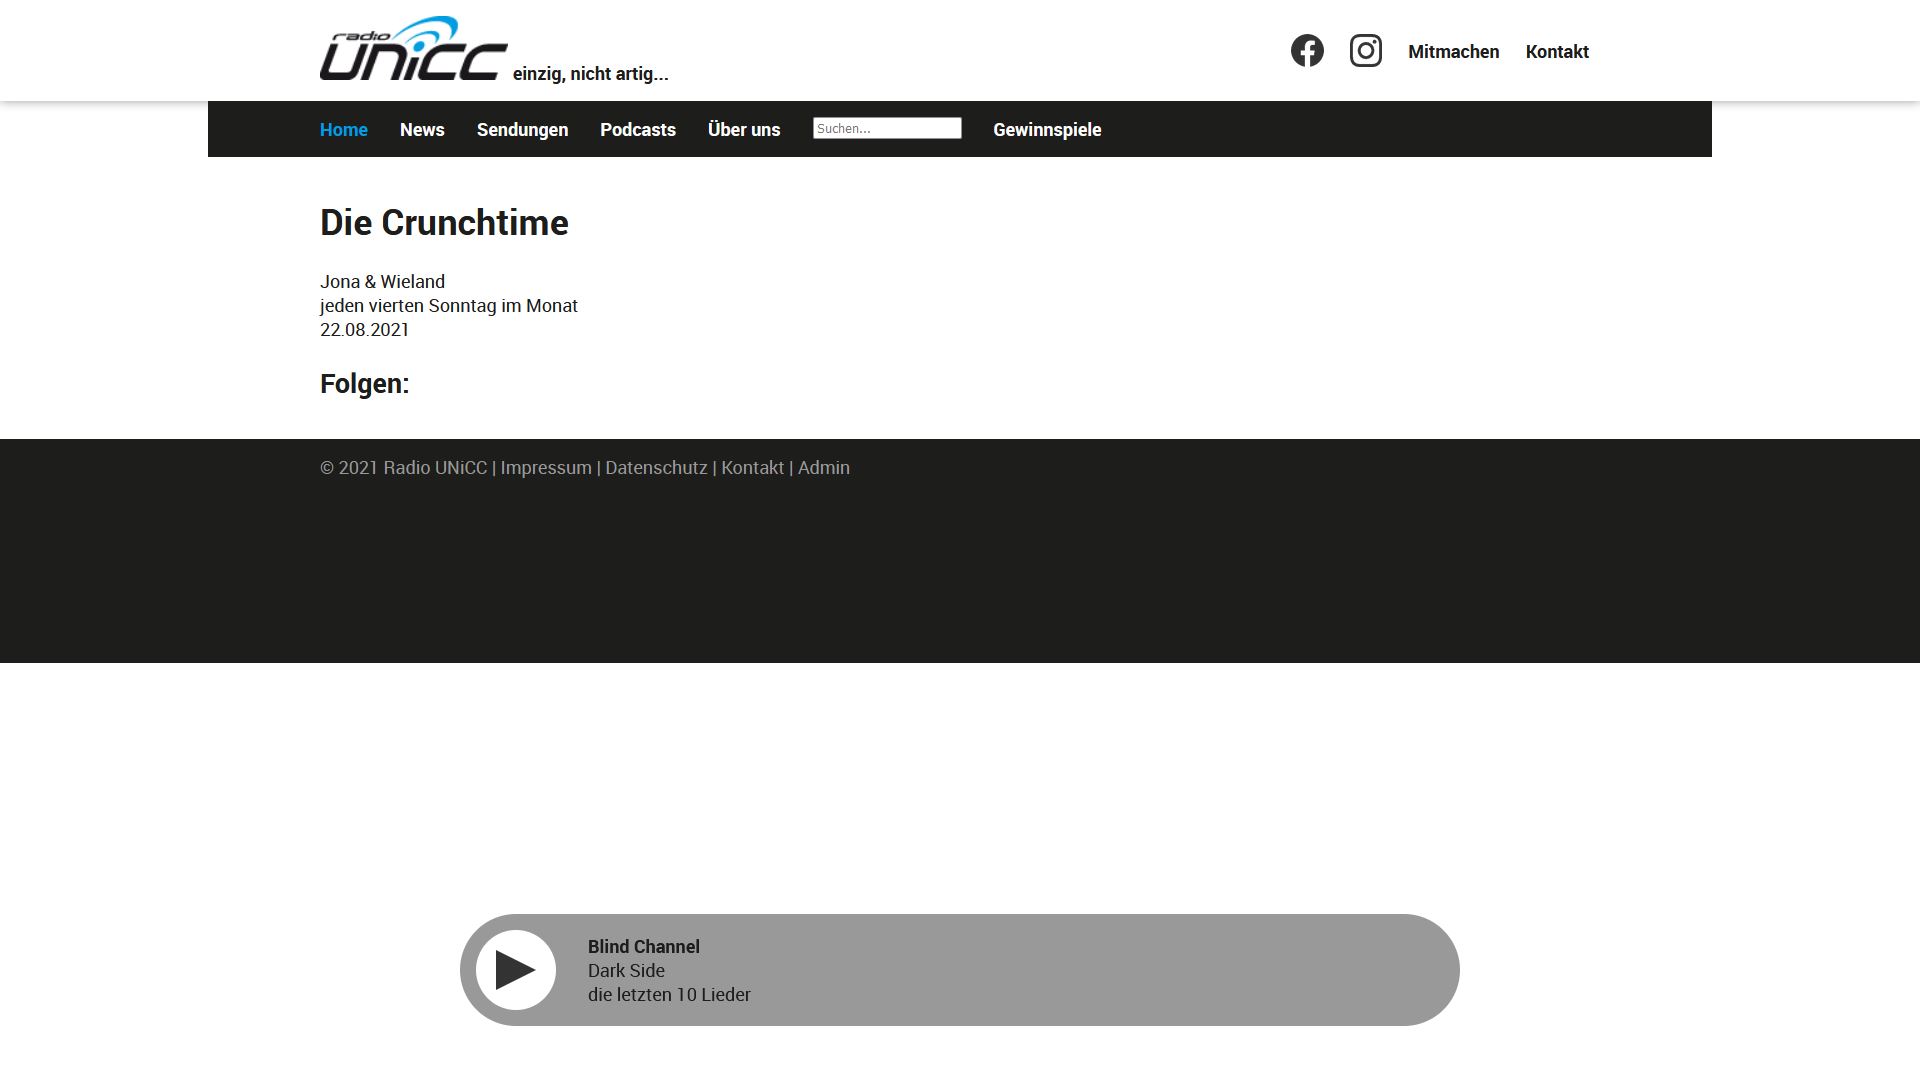 radio
UNiCC
einzig, nicht artig...
Mitmachen
Kontakt
Home
News
Sendungen
Podcasts
Über uns
Suchen...
Gewinnspiele
Die Crunchtime
Jona & Wieland
jeden vierten Sonntag im Monat
22.08.2021
Folgen:
© 2021 Radio UNiCC | Impressum | Datenschutz | Kontakt | Admin
Blind Channel
Dark Side
die letzten 10 Lieder